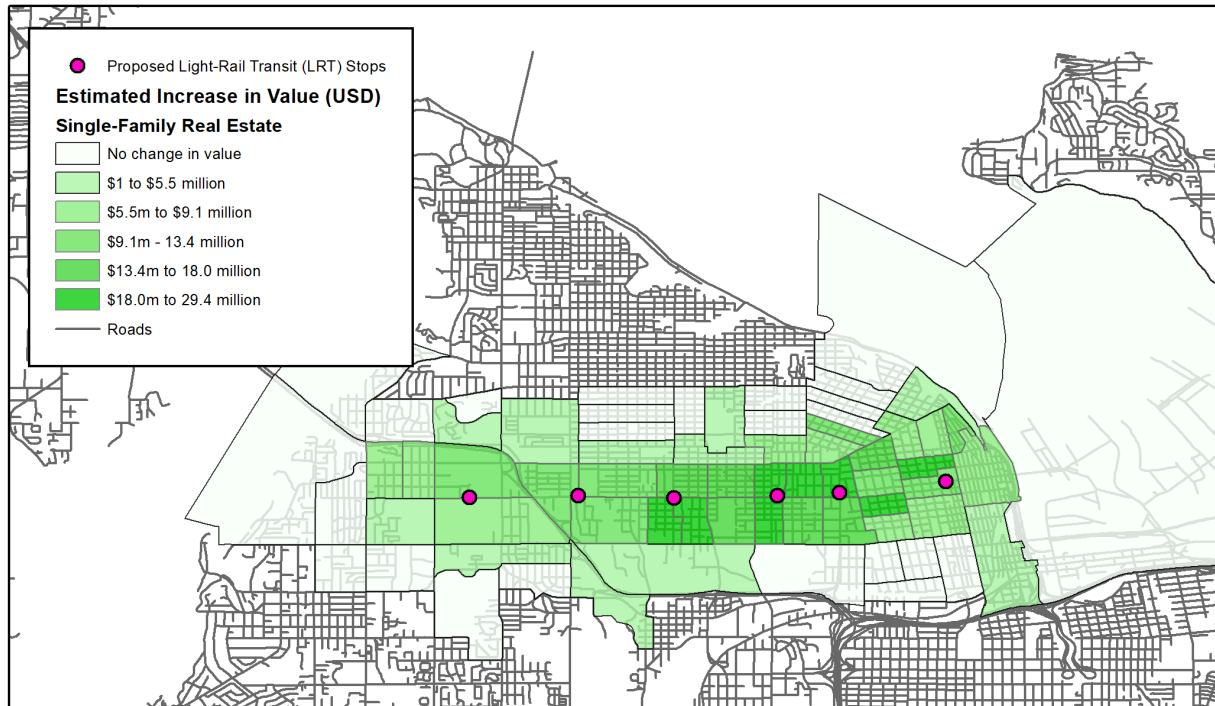 Proposed Light-Rail Transit (LRT) Stops
Estimated Increase in Value (USD)
Single-Family Real Estate
No change in value
$1 to $5.5 million
$5.5m to $9.1 million
$9.1m - 13.4 million
$13.4m to 18.0 million
$18.0m to 29.4 million
Roads